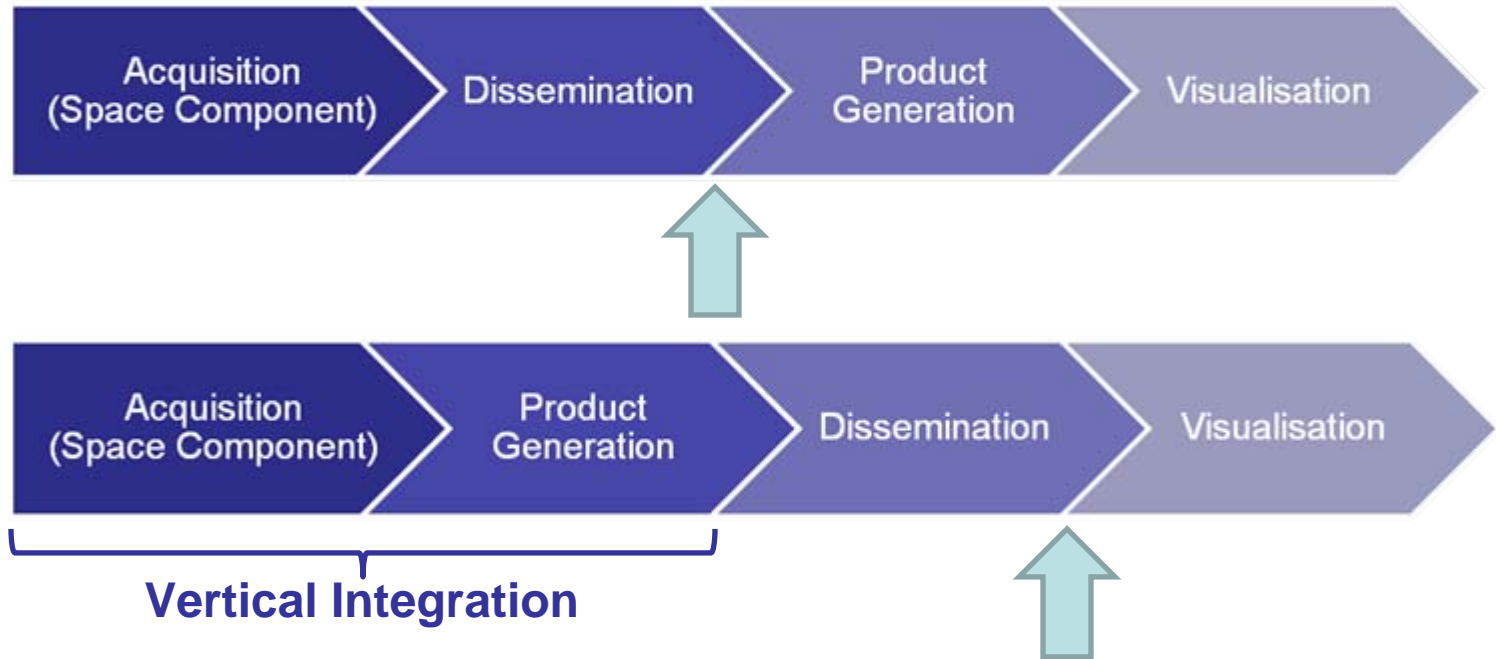 Acquisition
(Space Component)
Dissemination
Product
Generation
Visualisation
Acquisition
(Space Component)
Product
Generation
Dissemination
Visualisation
Vertical Integration